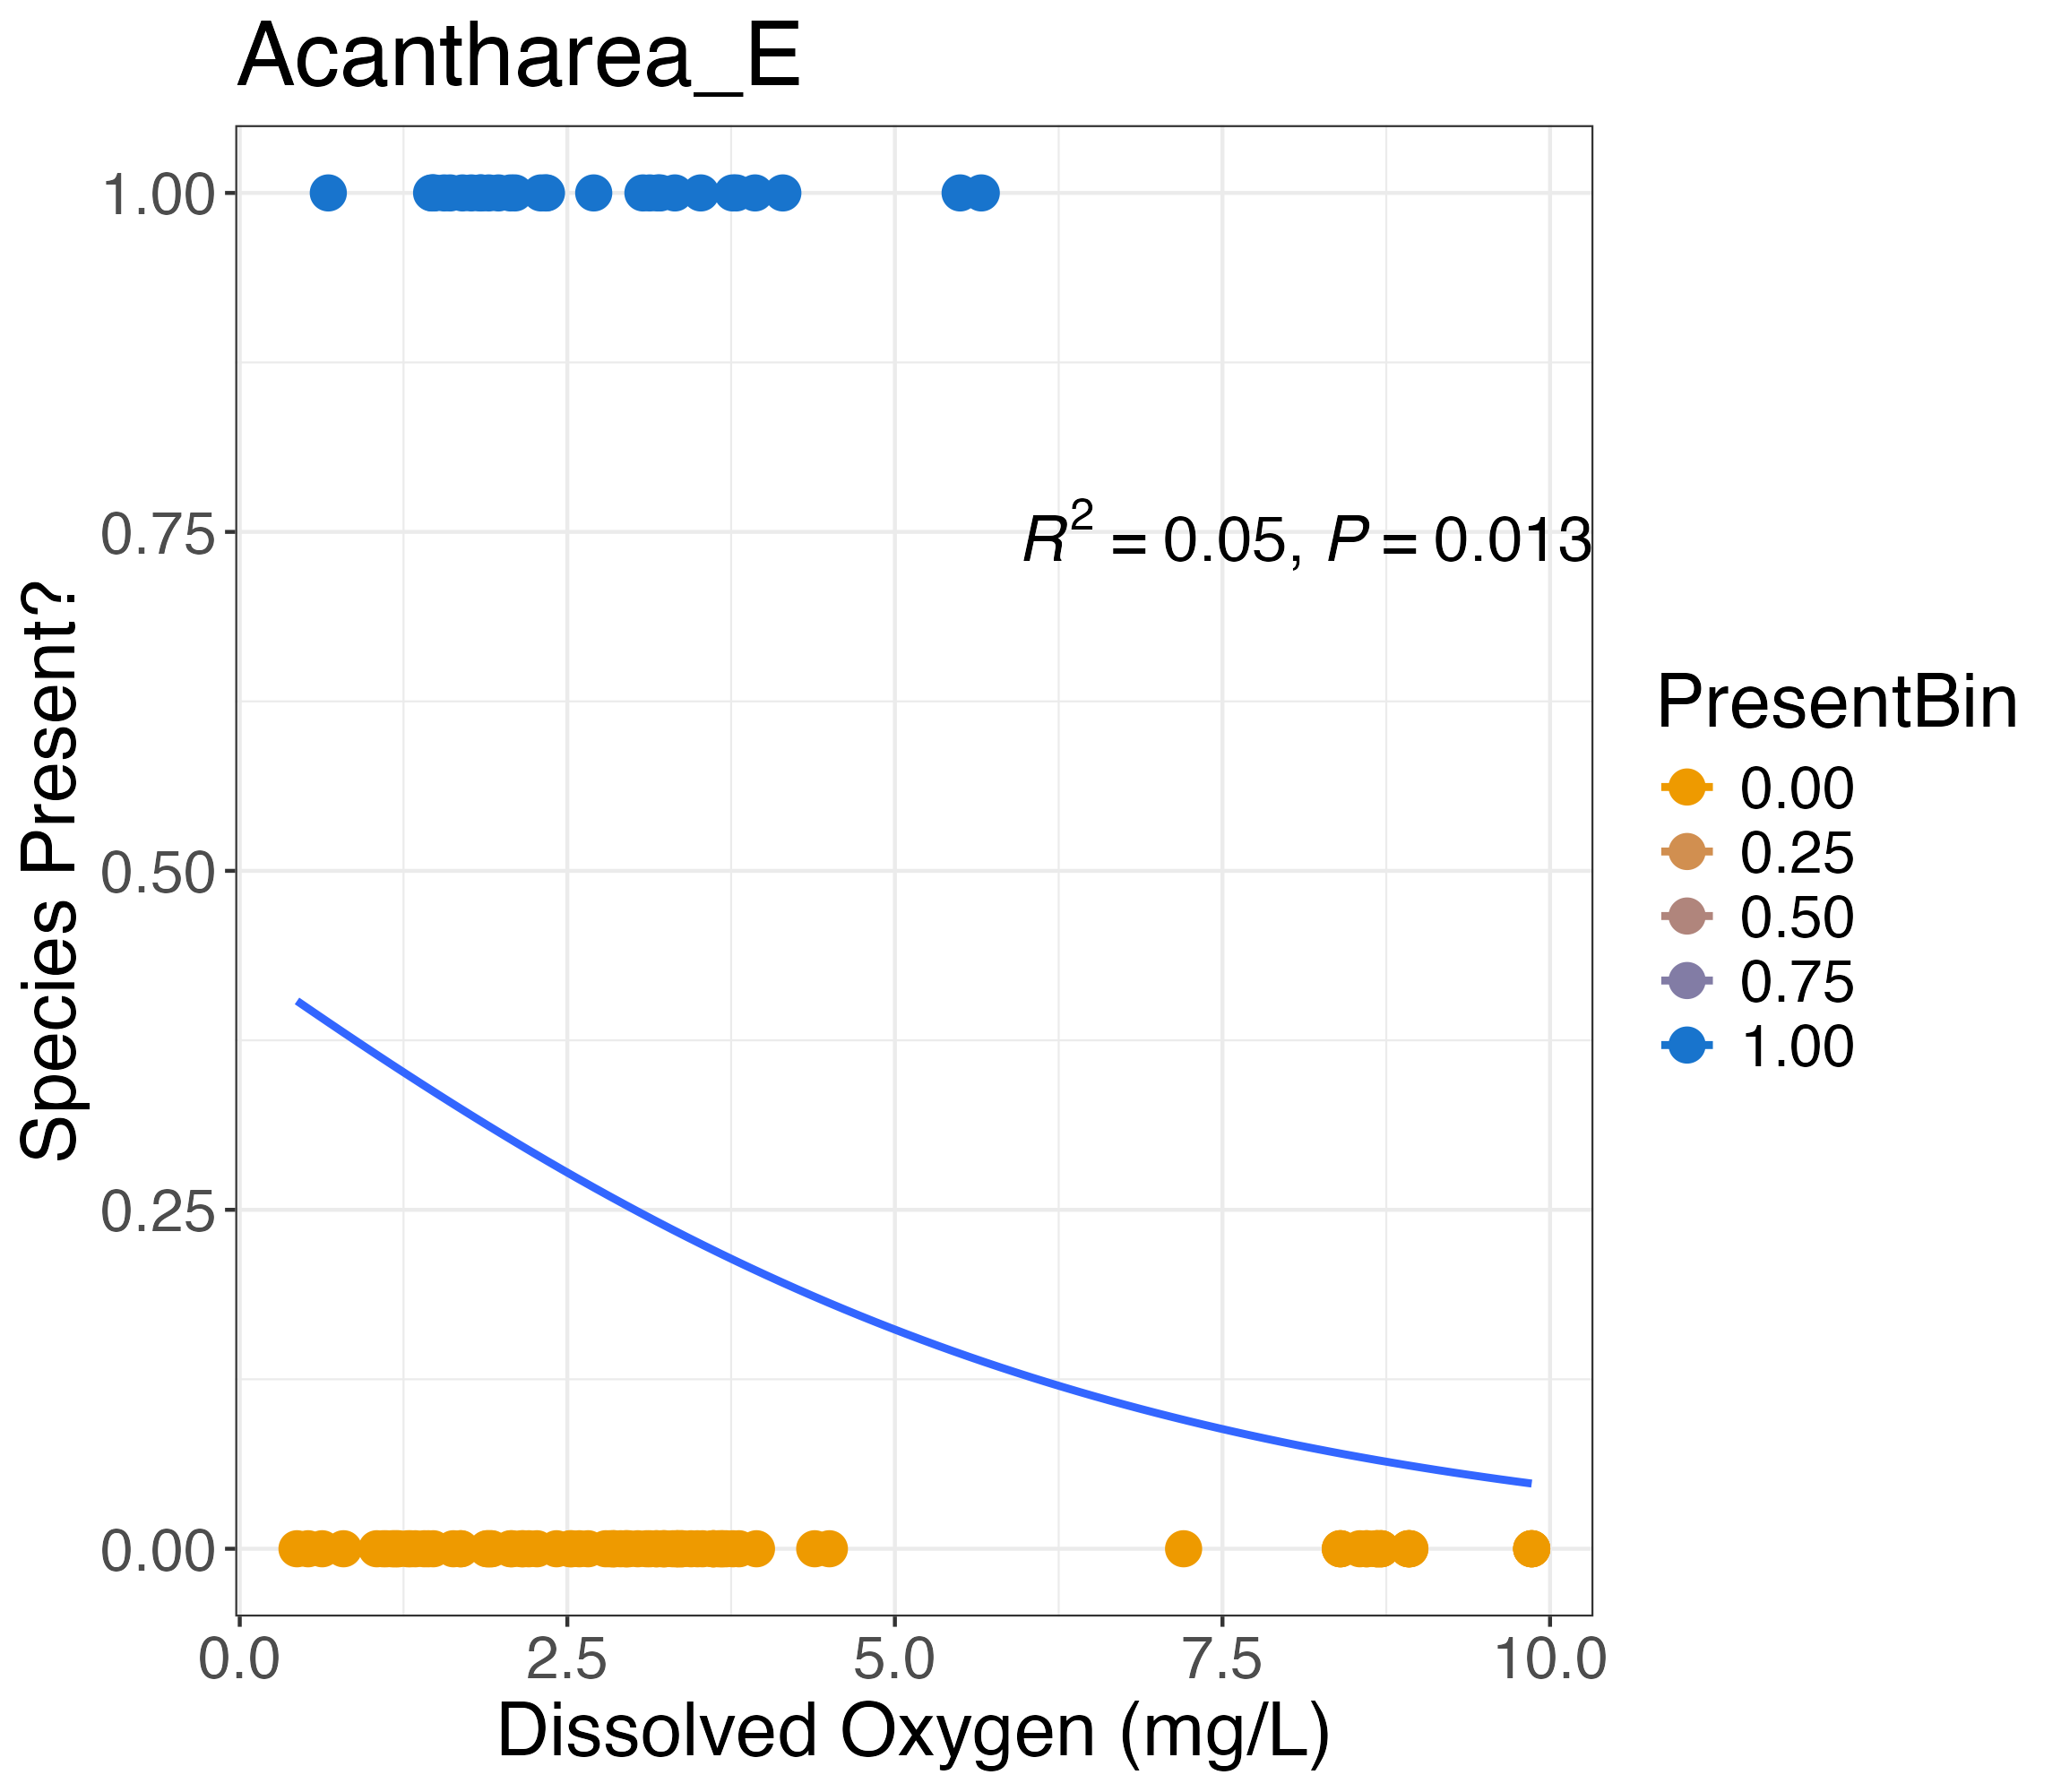 Acantharea_E
1.00
0.75
0.50
0.25
0.00
Species Present?
R² = 0.05, P = 0.013
0.0 2.5 5.0 7.5 10.0
Dissolved Oxygen (mg/L)
PresentBin
0.00
0.25
0.50
0.75
1.00